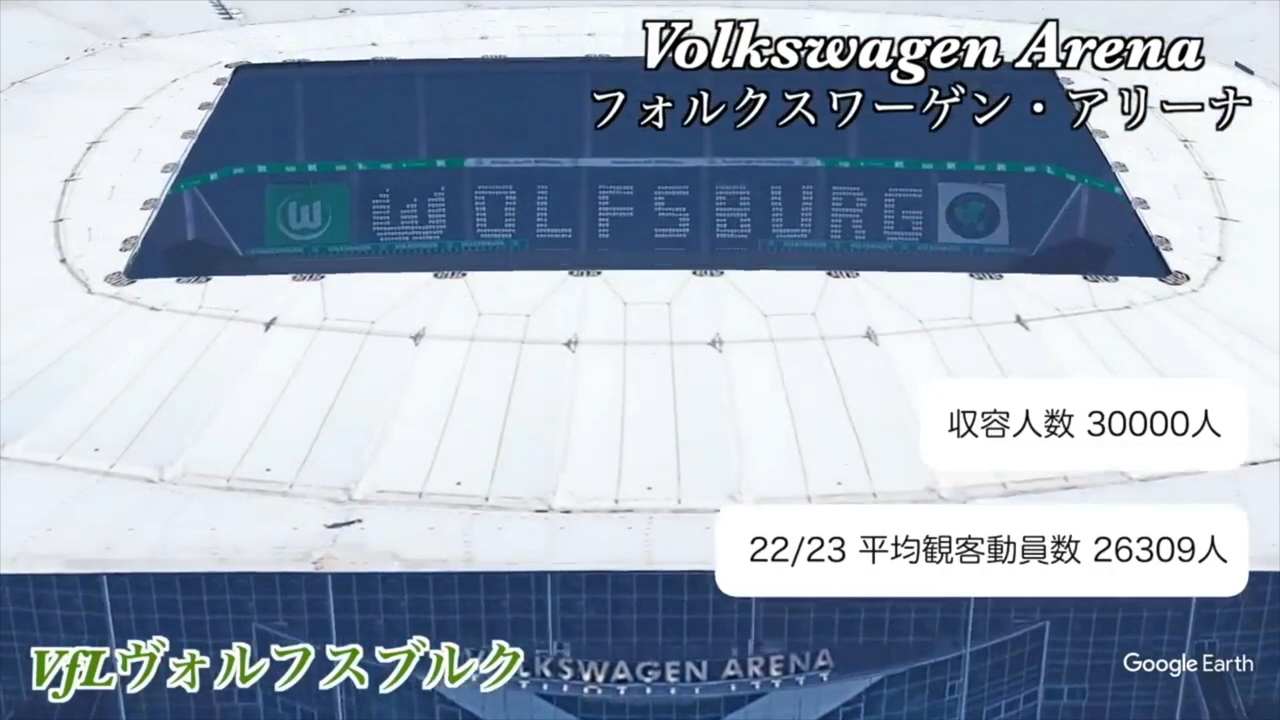 Volkswagen Arena
フォルクスワーゲン・アリーナ
W
WOLFSBURG
収容人数 30000人
22/23 平均観客動員数 26309人
VfLヴォルフスブルク
VOLKSWAGEN ARENA
Google Earth